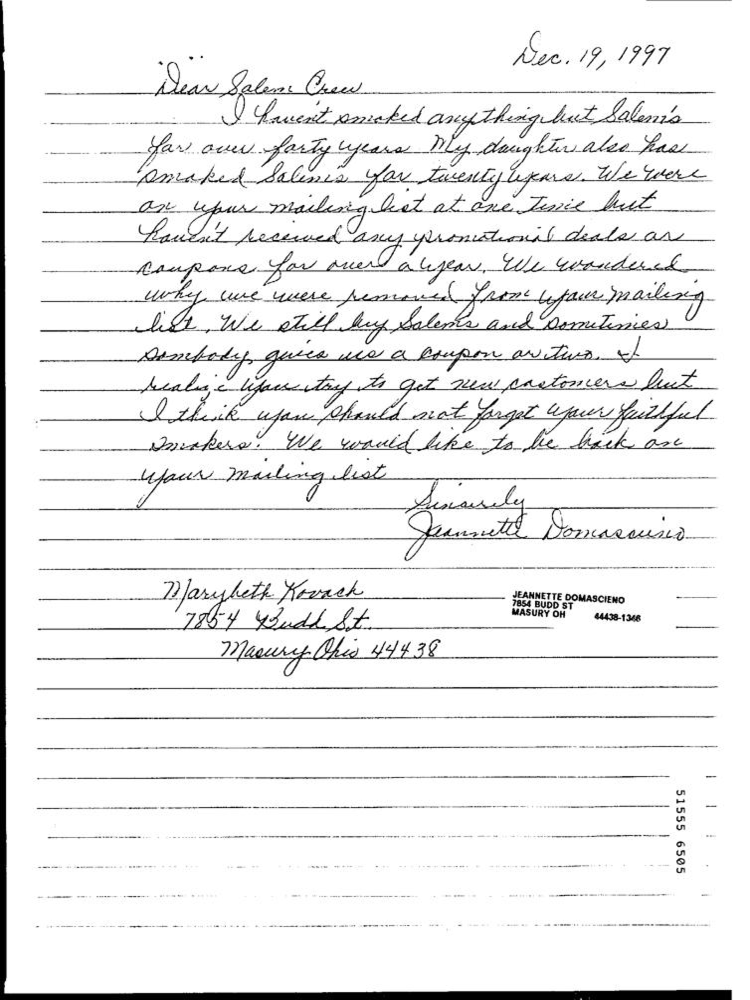 Dec. 19, 1997
Dear Salem Crew
I haven't smoked anything but Salem's
for over forty years My daughter also has
smoked Salem's for twenty years. We were
on your mailing list at one time but
haven't received any promotional deals or
coupons for over a year. We wondered
why we were removed from your mailing
list. We still buy Salems and sometimes
sombody gives us a coupon or two. I
realize you try to get new costomers but
I think you should not forget your faithful
smokers. We would like to be back on
your mailing list
Sincerely
Jeannette Domascieno
Marybeth Kovach
7854 Budd St.
Masury Ohio 44438
JEANNETTE DOMASCIENO
7854 BUDD ST
MASURY OH 44438-1366
51555 6505